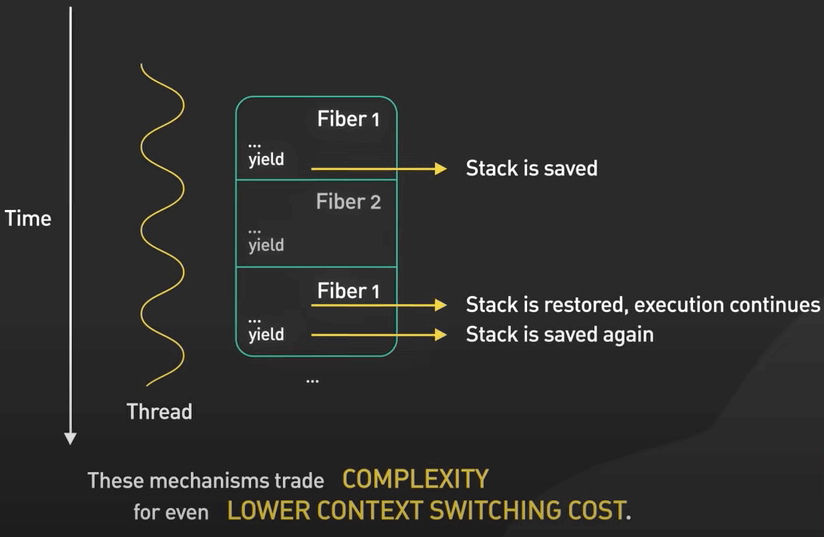 Fiber 1
...
yield
Stack is saved
Time
Fiber 2
...
yield
Fiber 1
Stack is restored, execution continues
...
yield
Stack is saved again
...
Thread
These mechanisms trade COMPLEXITY
for even LOWER CONTEXT SWITCHING COST.